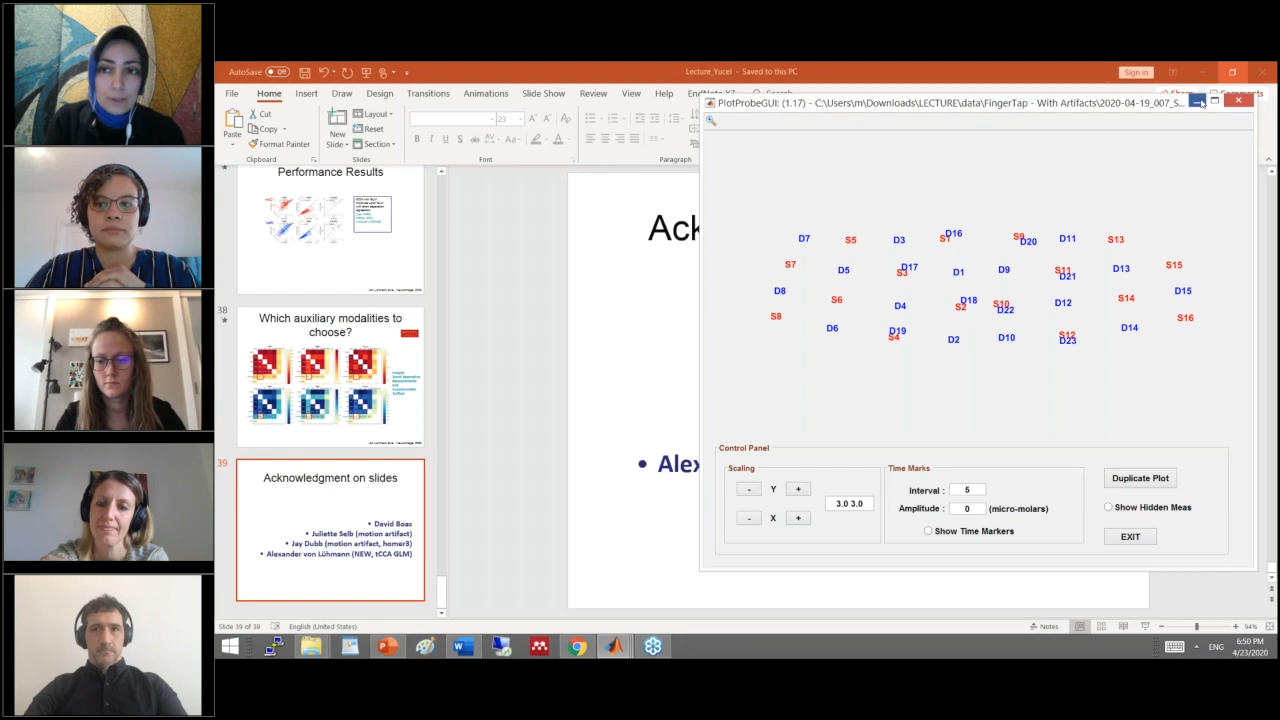 AutoSave Off
Lecture_Yucel - Saved to this PC
Sign in
File Home Insert Draw Design Transitions Animations Slide Show Review View Help
Paste
Cut
Copy
Format Painter
Clipboard
New
Slide
Layout
Reset
Section
Slides
23
Font
Paragraph
PlotProbeGUI: (1.17) - C:\Users\m\Downloads\LECTURE\data\FingerTap - With Artifacts\2020-04-19_007_S...
Performance Results
38
Which auxiliary modalities to
choose?
39
Acknowledgment on slides
• David Boas
• Juliette Selb (motion artifact)
• Jay Dubb (motion artifact, homer3)
• Alexander von Lühmann (NEW, tCCA GLM)
Ack
• Alex
D7 S5 D3 S1 D16 S9 D20 D11 S13
S7 D5 S3 D17 D1 D9 S11 D21 D13 S15
D8 S6 D4 S2 D18 S10 D22 D12 S14 D15
S8 D6 S4 D19 D2 D10 S12 D23 D14 S16
Control Panel
Scaling
- Y +
3.0 3.0
- X +
Time Marks
Interval : 5
Amplitude : 0 (micro-molars)
Show Time Markers
Duplicate Plot
Show Hidden Meas
EXIT
Slide 39 of 39
English (United States)
Notes
94%
ENG
6:50 PM
4/23/2020